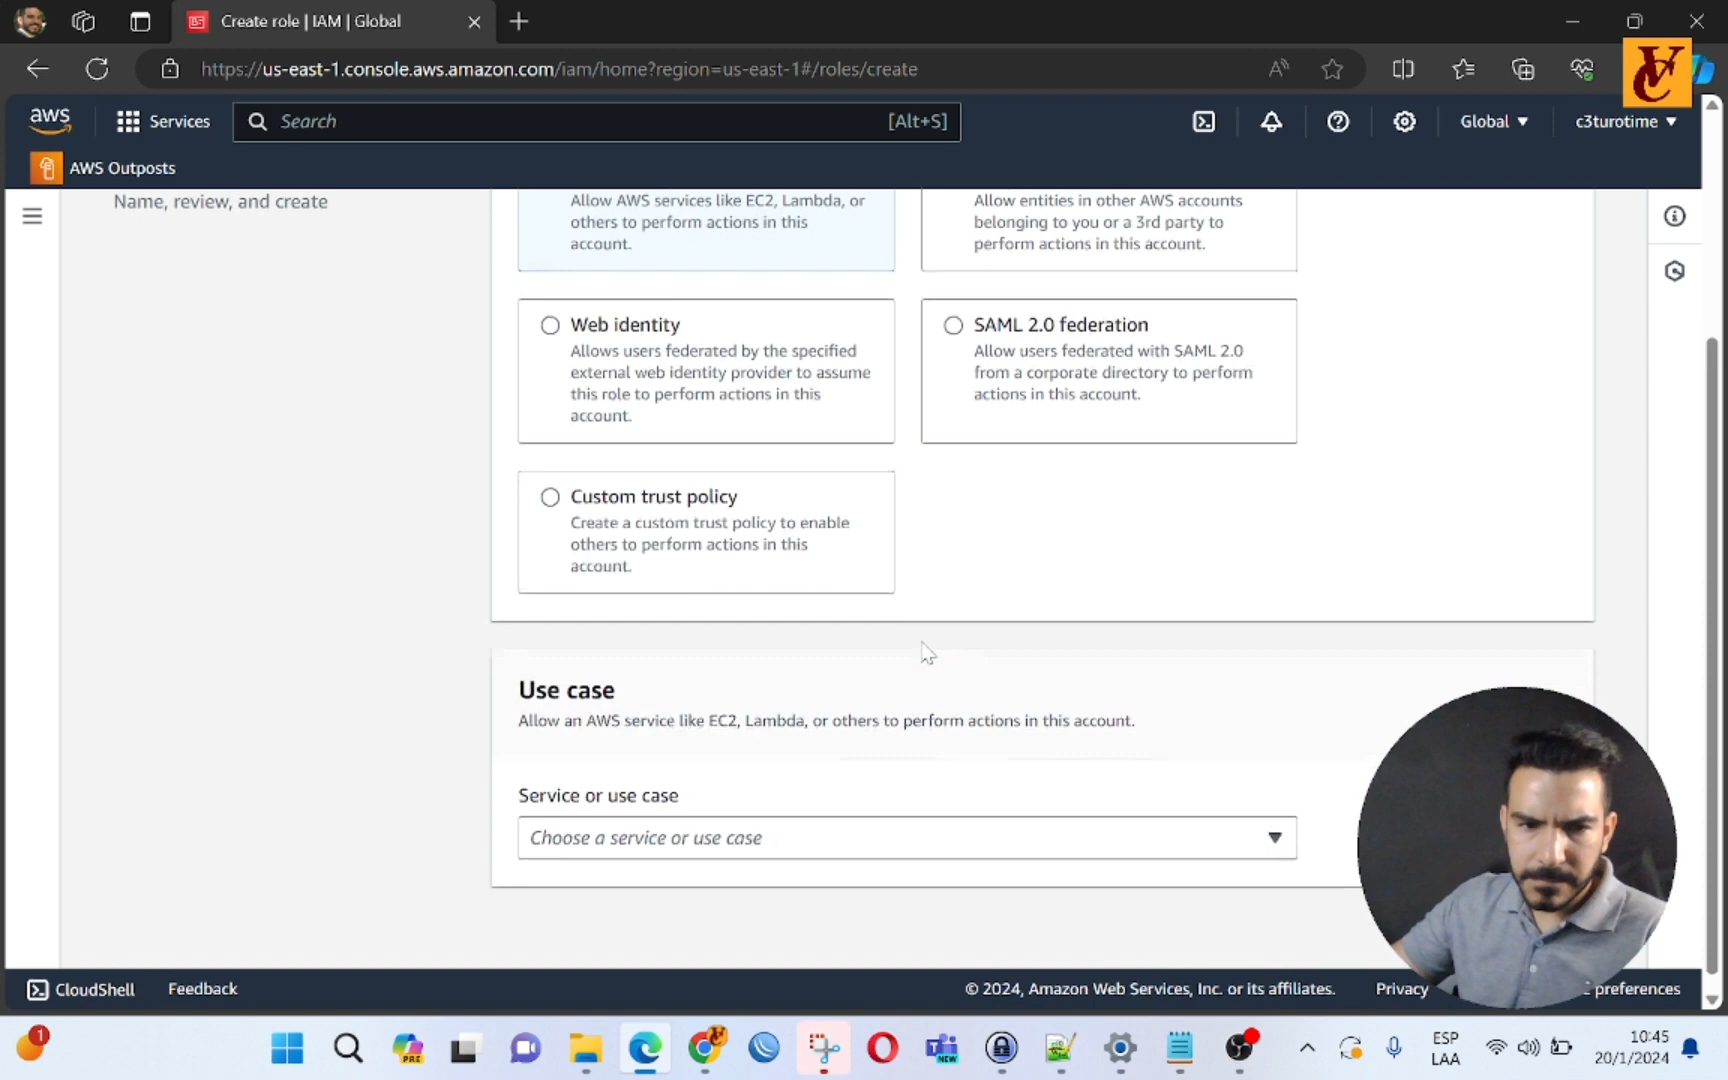 Create role | IAM | Global
https://us-east-1.console.aws.amazon.com/iam/home?region=us-east-1#/roles/create
aws
Services
Search
[Alt+S]
Global
c3turotime
AWS Outposts
Name, review, and create
Allow AWS services like EC2, Lambda, or
others to perform actions in this
account.
Allow entities in other AWS accounts
belonging to you or a 3rd party to
perform actions in this account.
Web identity
Allows users federated by the specified
external web identity provider to assume
this role to perform actions in this
account.
SAML 2.0 federation
Allow users federated with SAML 2.0
from a corporate directory to perform
actions in this account.
Custom trust policy
Create a custom trust policy to enable
others to perform actions in this
account.
Use case
Allow an AWS service like EC2, Lambda, or others to perform actions in this account.
Service or use case
Choose a service or use case
CloudShell
Feedback
© 2024, Amazon Web Services, Inc. or its affiliates.
Privacy
preferences
1
PRE
NEW
ESP
LAA
10:45
20/1/2024